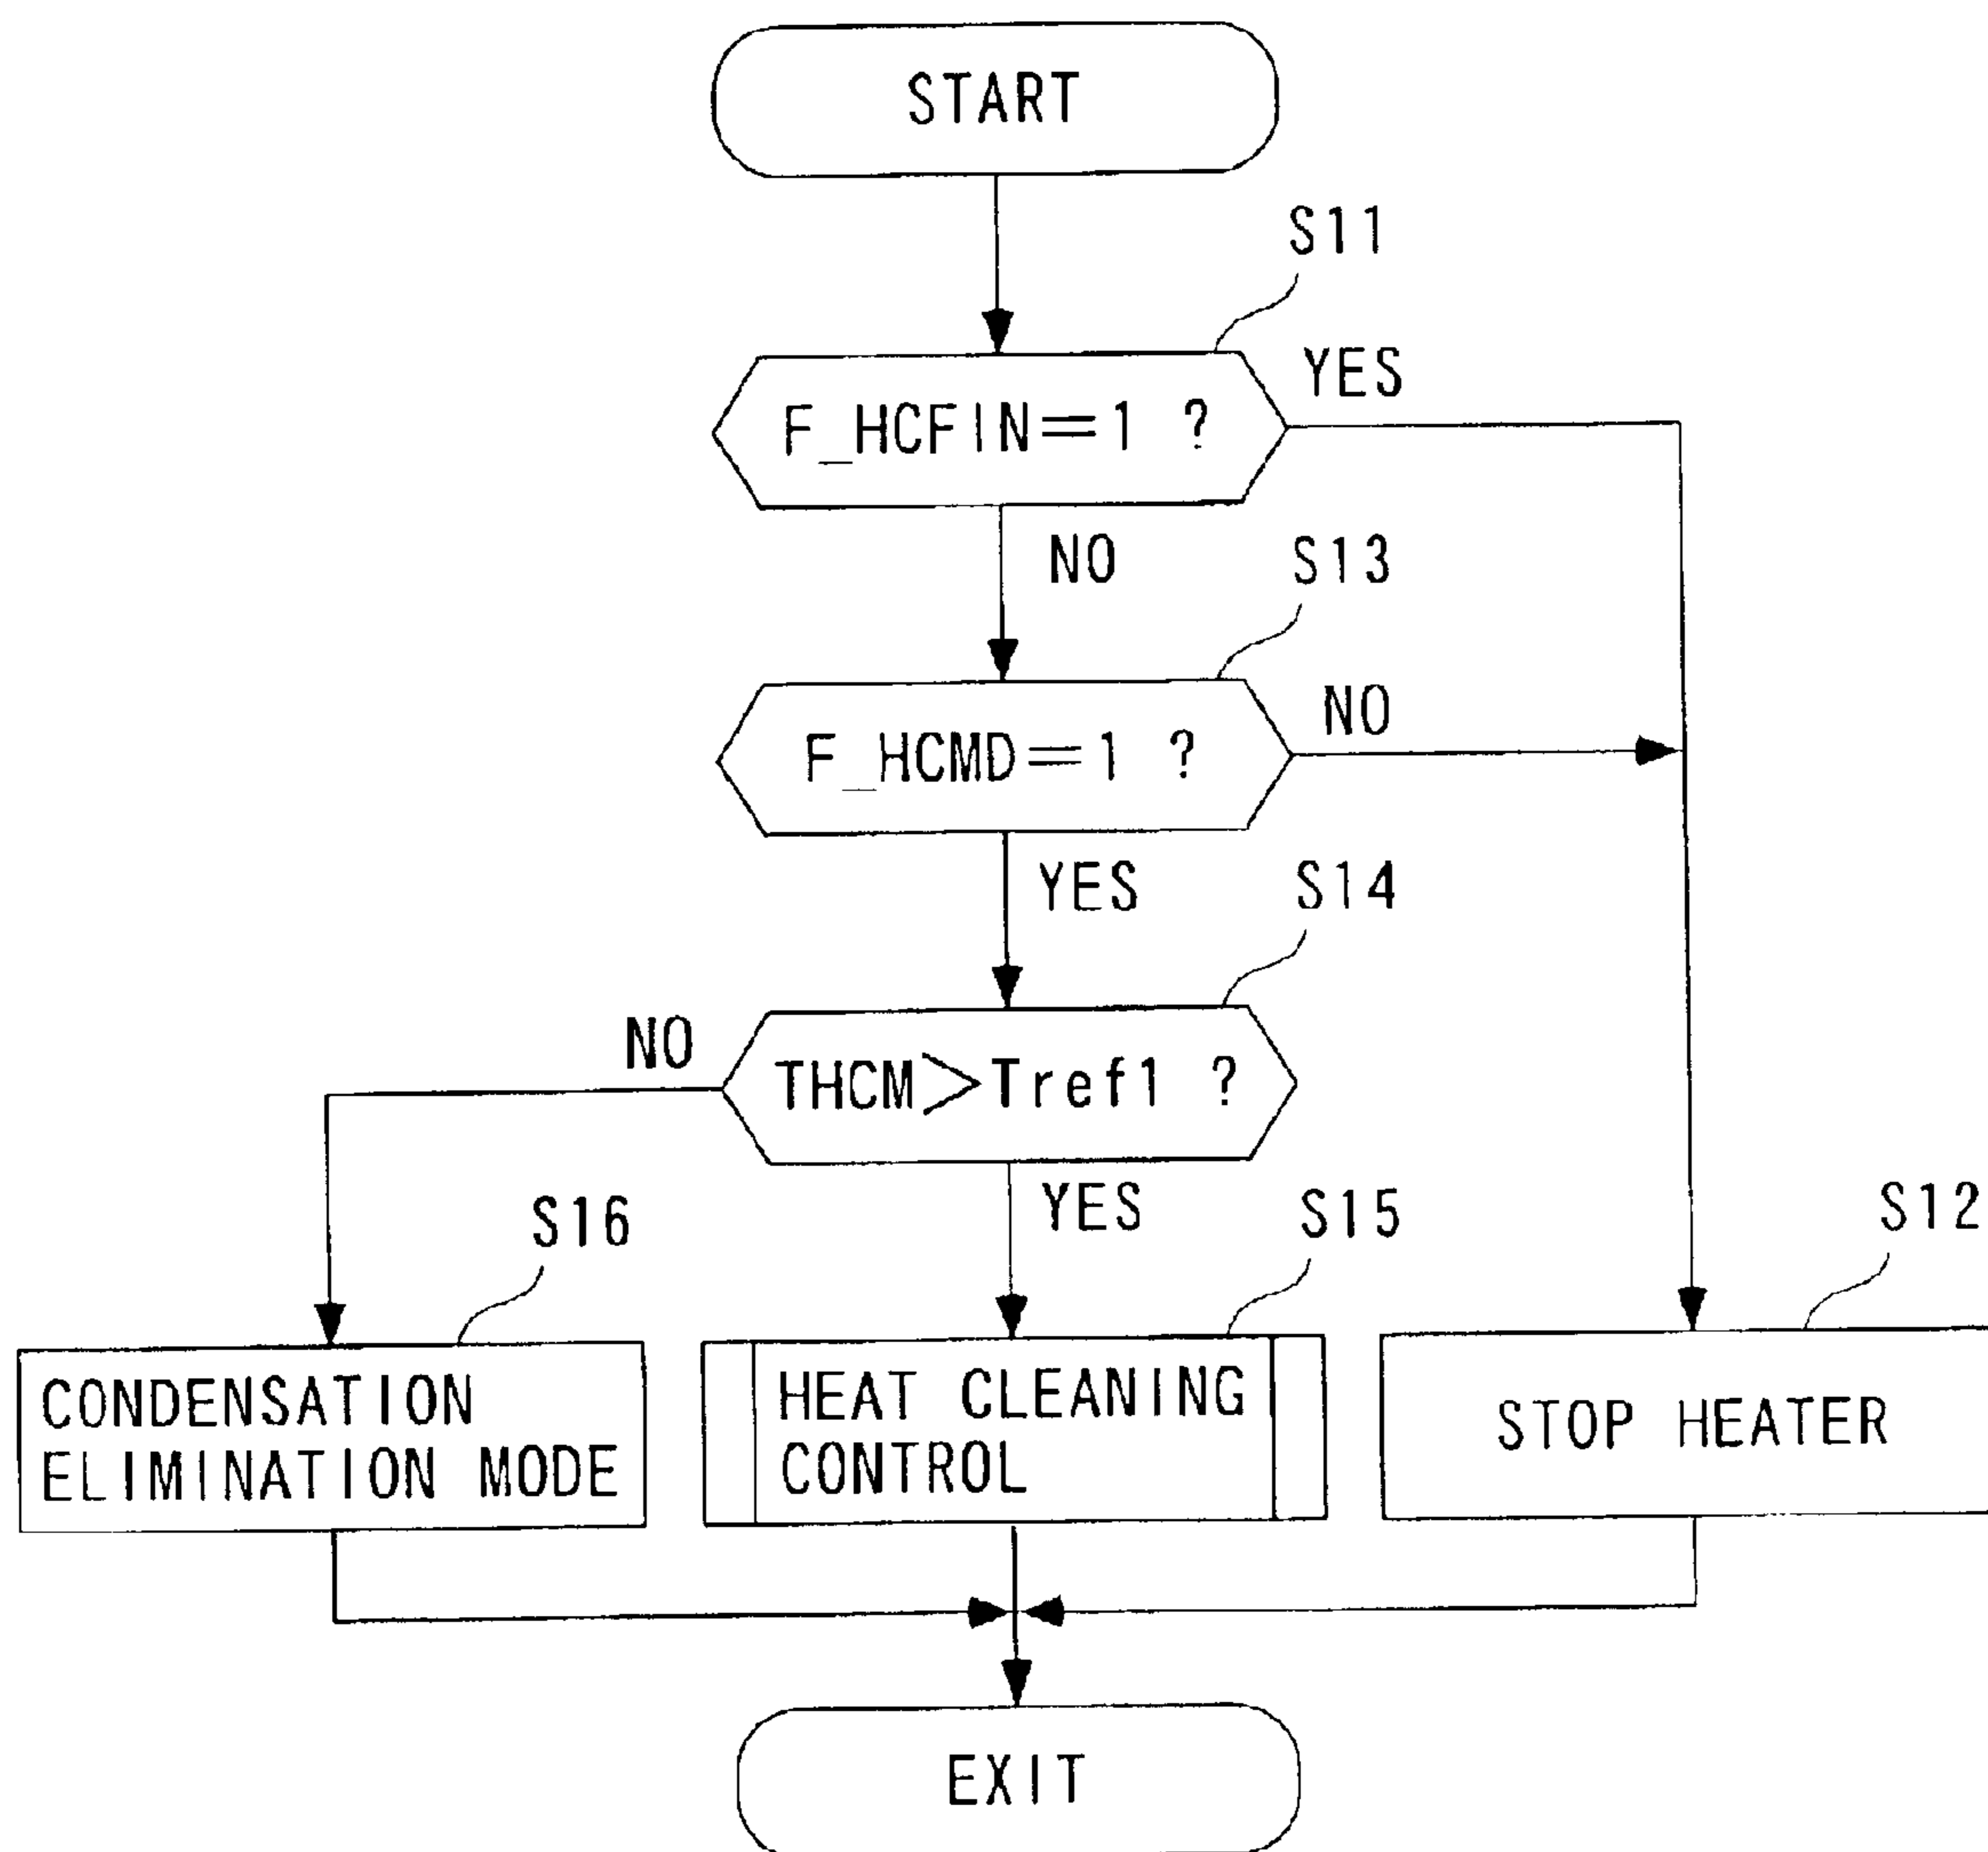 START
S11
F_HCFIN=1 ?
YES
NO
S13
F_HCMD=1 ?
NO
YES
S14
THCM>Tref1 ?
NO
YES
S16
S15
S12
CONDENSATION
ELIMINATION MODE
HEAT CLEANING
CONTROL
STOP HEATER
EXIT